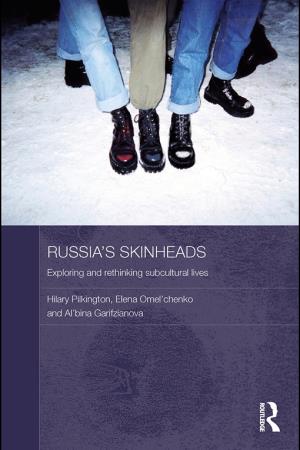 RUSSIA'S SKINHEADS
Exploring and rethinking subcultural lives
Hilary Pilkington, Elena Omel'chenko
and Al'bina Garifzianova
ROUTLEDGE